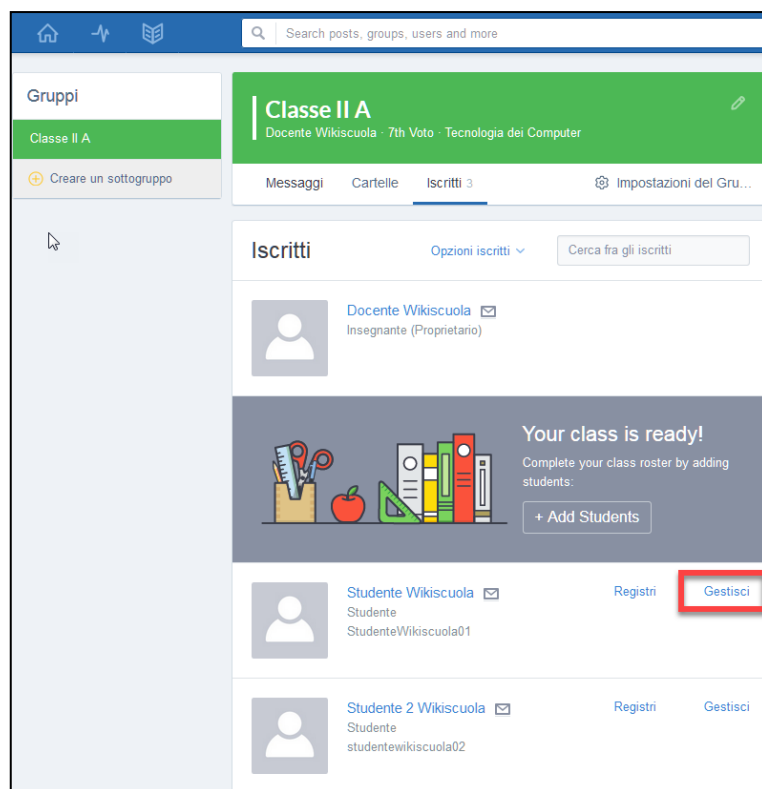 Search posts, groups, users and more
Gruppi
Classe II A
Creare un sottogruppo
Classe II A
Docente Wikiscuola · 7th Voto · Tecnologia dei Computer
Messaggi Cartelle Iscritti 3 Impostazioni del Gru...
Iscritti Opzioni iscritti Cerca fra gli iscritti
Docente Wikiscuola
Insegnante (Proprietario)
Your class is ready!
Complete your class roster by adding
students:
+ Add Students
Studente Wikiscuola Registri Gestisci
Studente
StudenteWikiscuola01
Studente 2 Wikiscuola Registri Gestisci
Studente
studentewikiscuola02